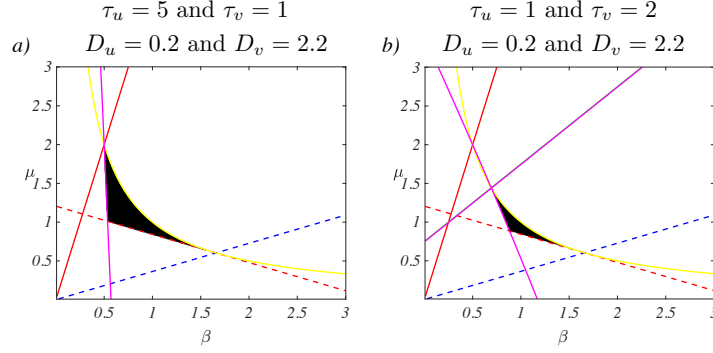 τ_u = 5 and τ_v = 1
a) D_u = 0.2 and D_v = 2.2
3
2.5
2
μ
1.5
1
0.5
0.5 1 1.5 2 2.5 3
β
τ_u = 1 and τ_v = 2
b) D_u = 0.2 and D_v = 2.2
3
2.5
2
μ
1.5
1
0.5
0.5 1 1.5 2 2.5 3
β